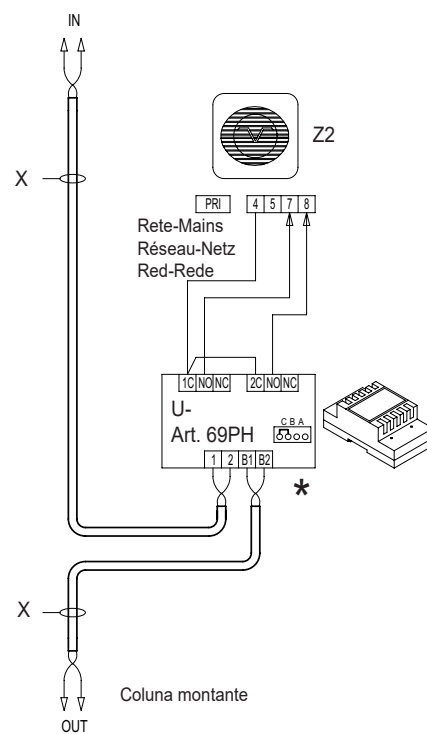 IN
X
Z2
PRI 4 5 7 8
Rete-Mains
Réseau-Netz
Red-Rede
1C NO NC 2C NO NC
U-
Art. 69PH
C B A
1 2 B1 B2
*
X
Coluna montante
OUT